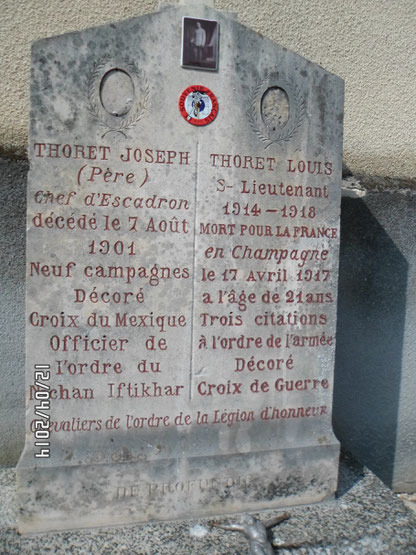 THORET JOSEPH
(Père)
Chef d'Escadron
décédé le 7 Août
1901
Neuf campagnes
Décoré
Croix du Mexique
Officier de
l'ordre du
Nichan Iftikhar
THORET LOUIS
S- Lieutenant
1914-1918
MORT POUR LA FRANCE
en Champagne
le 17 Avril 1917
a l'âge de 21 ans
Trois citations
à l'ordre de l'armée
Décoré
Croix de Guerre
Chevaliers de l'ordre de la Légion d'honneur
DE PROFUNDIS
12/04/2014